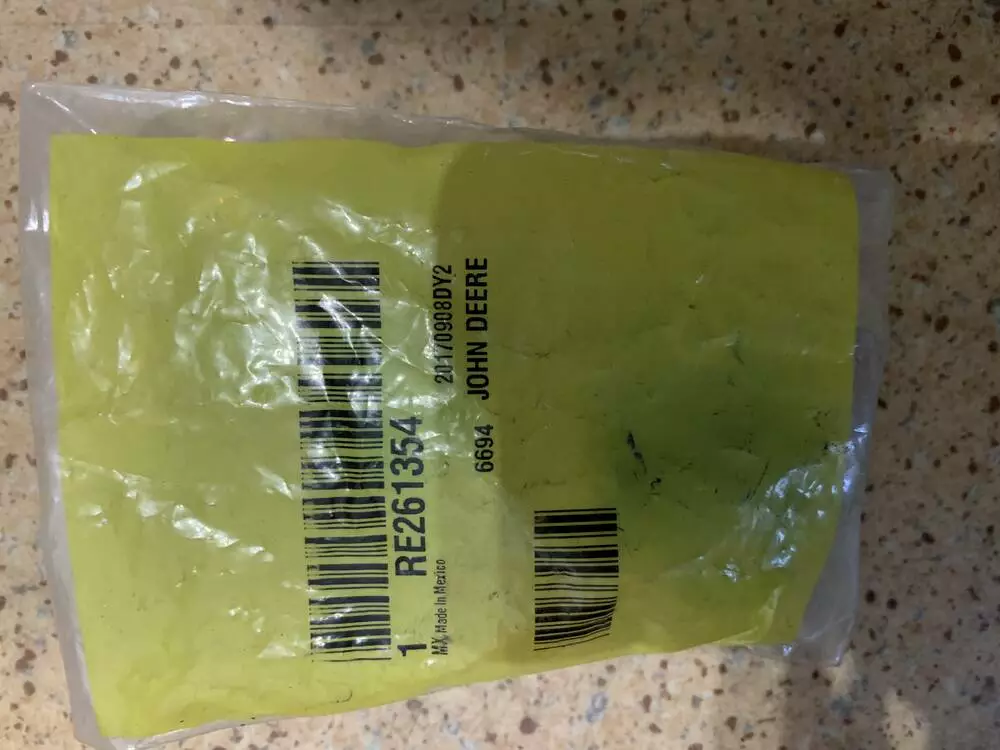 1 RE261354
MX Made In Mexico 20170908DY2
6694 JOHN DEERE